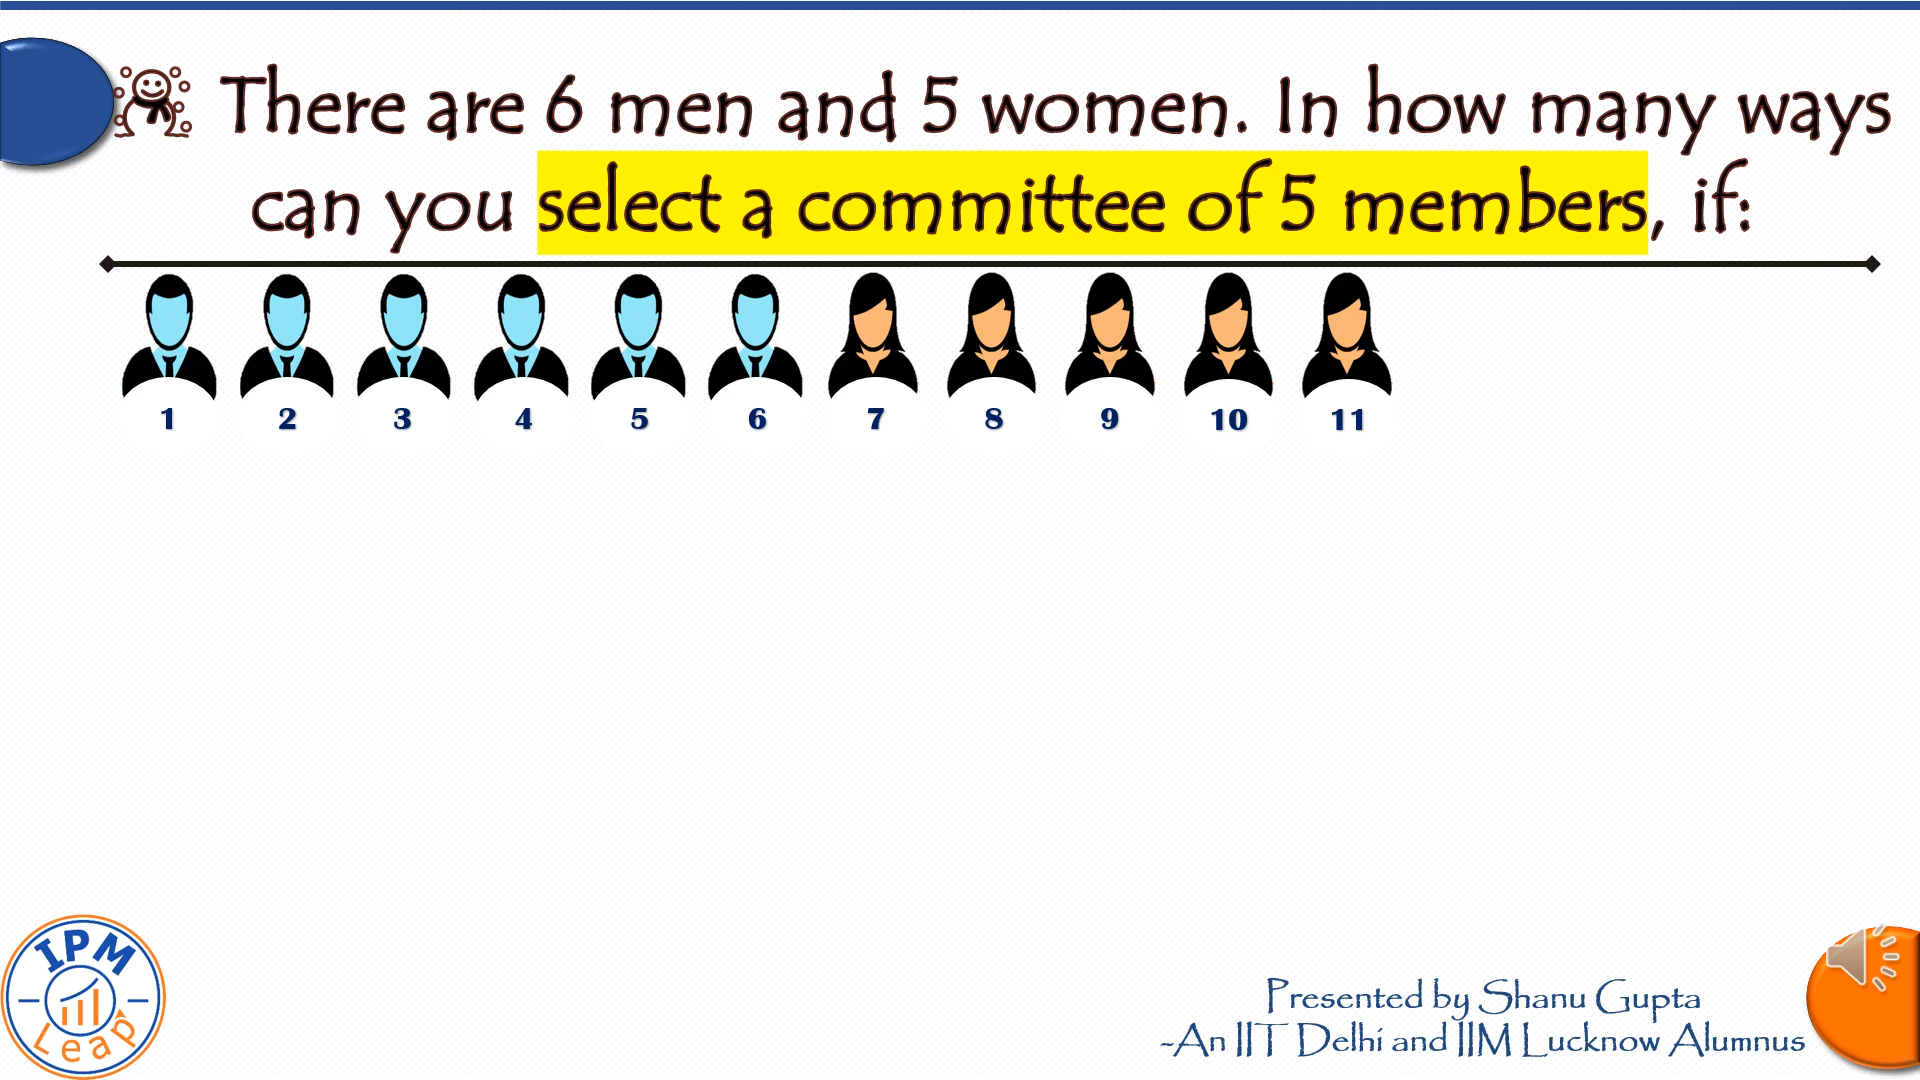 There are 6 men and 5 women. In how many ways
can you select a committee of 5 members, if:
1 2 3 4 5 6 7 8 9 10 11
IPM
Leap
Presented by Shanu Gupta
-An IIT Delhi and IIM Lucknow Alumnus